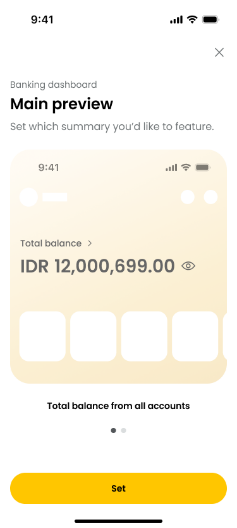 9:41
Banking dashboard
Main preview
Set which summary you'd like to feature.
9:41
Total balance
IDR 12,000,699.00
Total balance from all accounts
Set